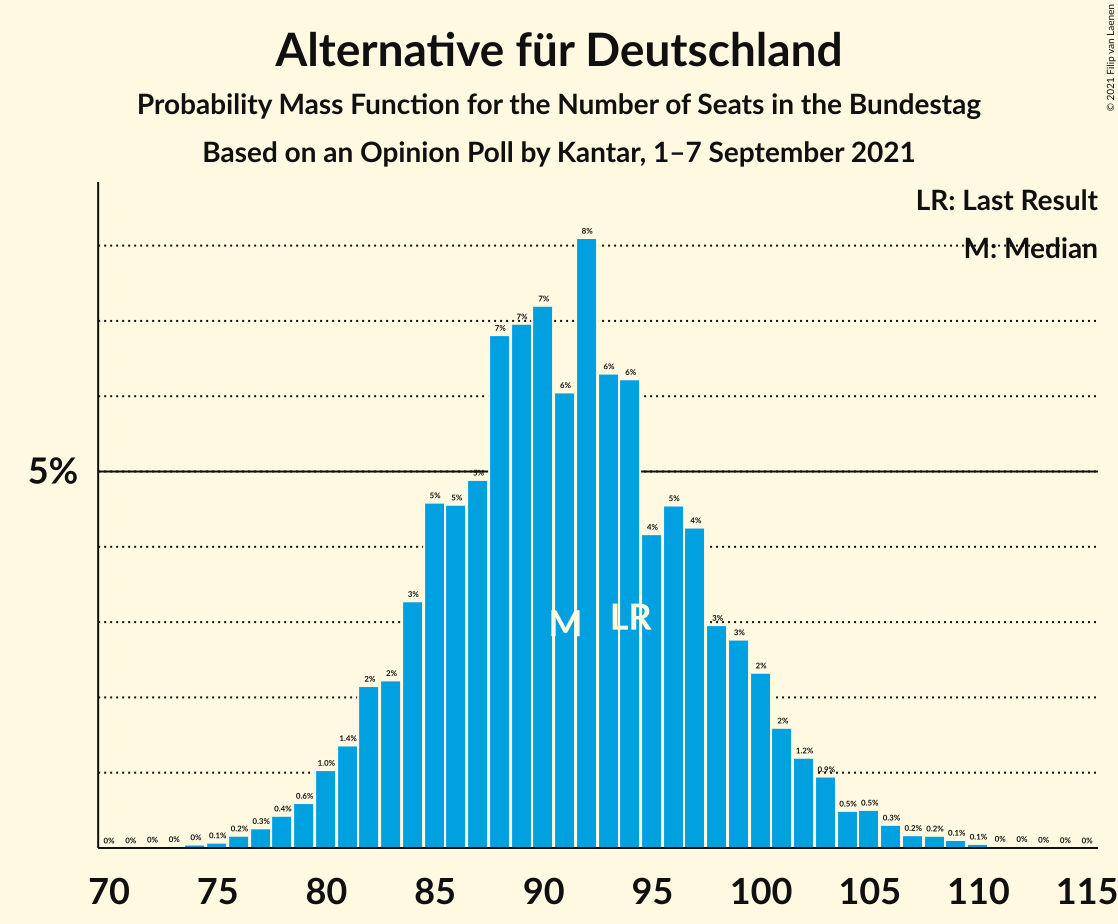 Alternative für Deutschland
Probability Mass Function for the Number of Seats in the Bundestag
Based on an Opinion Poll by Kantar, 1–7 September 2021
© 2021 Filip van Laenen
LR: Last Result
M: Median
5%
0% 0% 0% 0% 0% 0.1% 0.2% 0.3% 0.4% 0.6% 1.0% 1.4% 2% 2% 3% 5% 5% 5% 7% 7% 7% 6% 8% 6% 6% 4% 5% 4% 3% 3% 2% 2% 1.2% 0.9% 0.5% 0.5% 0.3% 0.2% 0.2% 0.1% 0.1% 0% 0% 0% 0% 0%
M LR
70 75 80 85 90 95 100 105 110 115